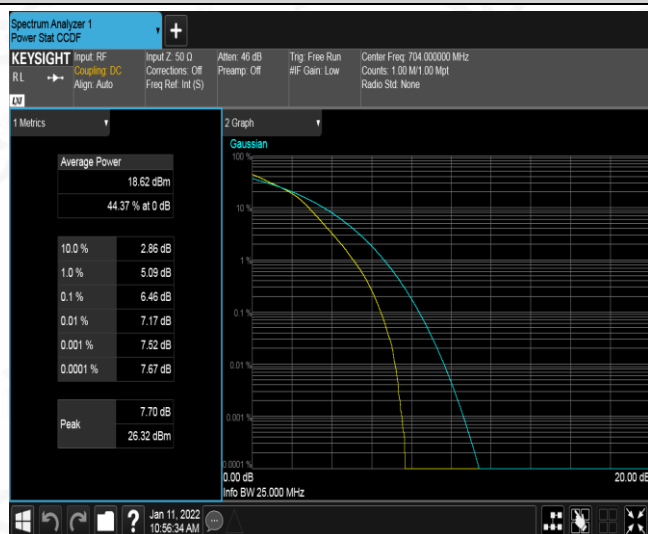 Spectrum Analyzer 1
Power Stat CCDF
+
KEYSIGHT
RL
LXI
Input: RF
Coupling: DC
Align: Auto
Input Z: 50 Ω
Corrections: Off
Freq Ref: Int (S)
Atten: 46 dB
Preamp: Off
Trig: Free Run
#IF Gain: Low
Center Freq: 704.000000 MHz
Counts: 1.00 M/1.00 Mpt
Radio Std: None
1 Metrics
Average Power
18.62 dBm
44.37 % at 0 dB
10.0 % 2.86 dB
1.0 % 5.09 dB
0.1 % 6.46 dB
0.01 % 7.17 dB
0.001 % 7.52 dB
0.0001 % 7.67 dB
Peak
7.70 dB
26.32 dBm
2 Graph
Gaussian
100 %
10 %
1 %
0.1 %
0.01 %
0.001 %
0.0001 %
0.00 dB
20.00 dB
Info BW 25.000 MHz
?
Jan 11, 2022
10:56:34 AM